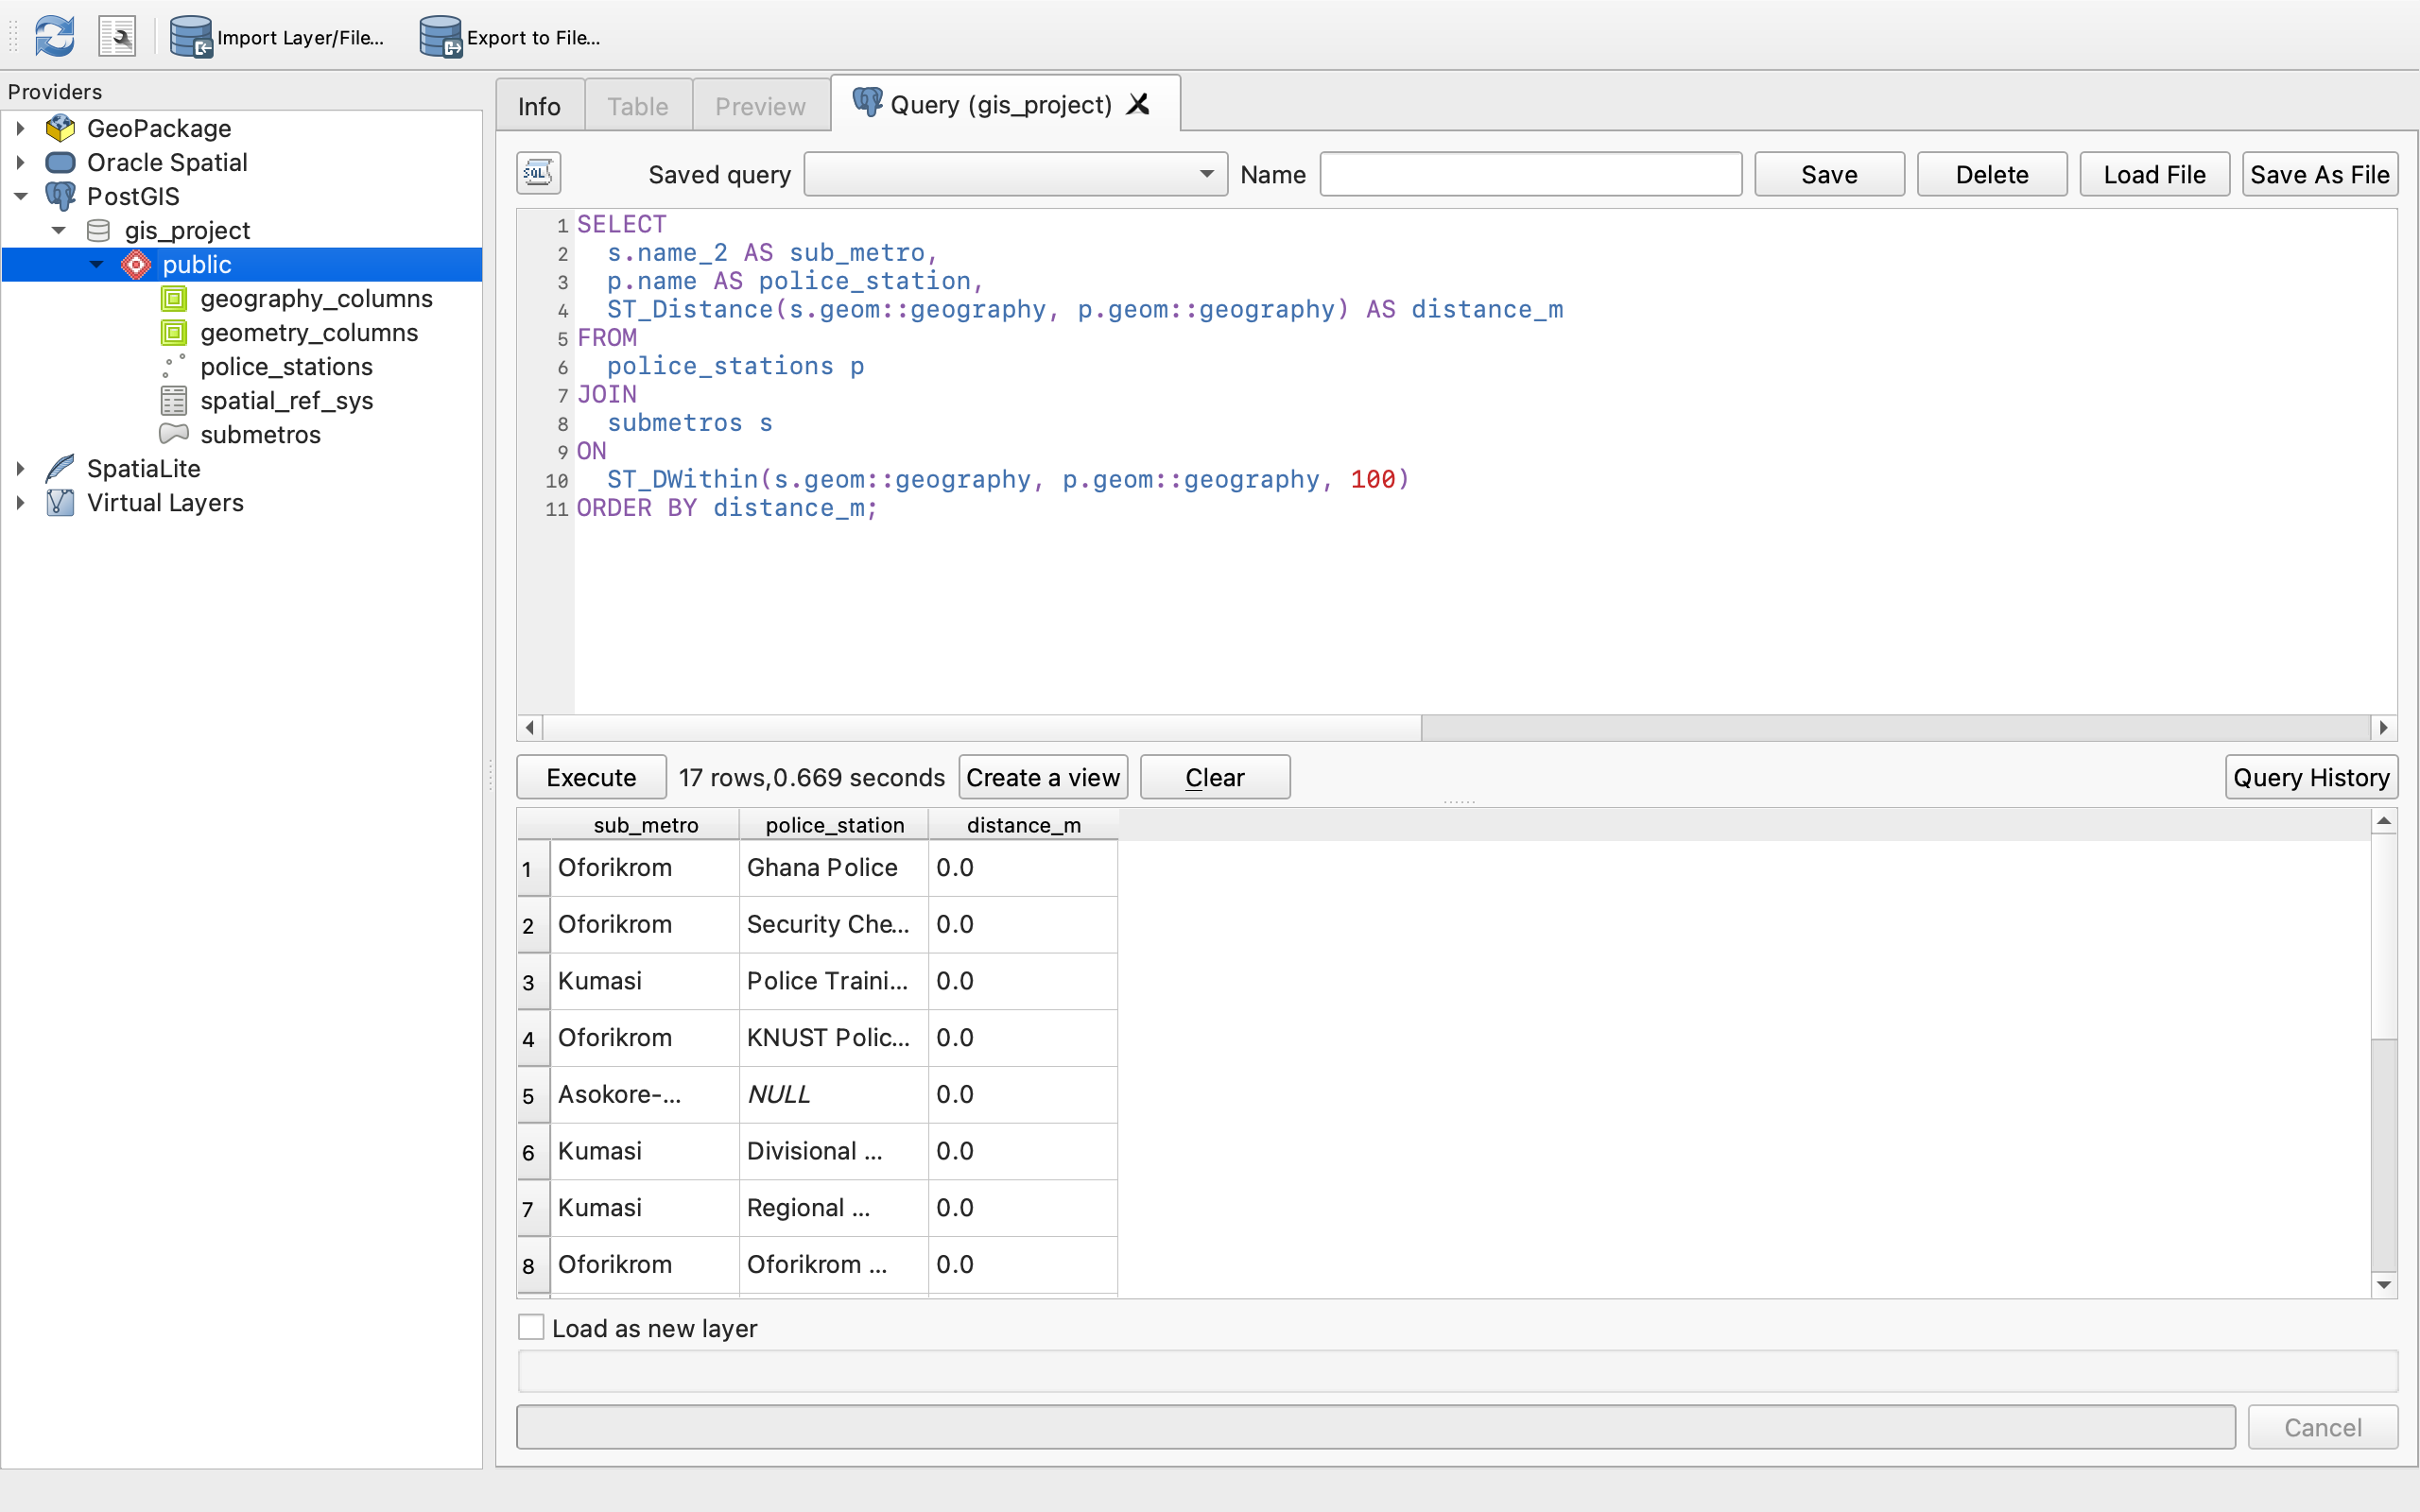 Import Layer/File... Export to File...
Providers
GeoPackage
Oracle Spatial
PostGIS
gis_project
public
geography_columns
geometry_columns
police_stations
spatial_ref_sys
submetros
SpatiaLite
Virtual Layers
Info Table Preview Query (gis_project)
SQL Saved query Name Save Delete Load File Save As File
1 SELECT
2 s.name_2 AS sub_metro,
3 p.name AS police_station,
4 ST_Distance(s.geom::geography, p.geom::geography) AS distance_m
5 FROM
6 police_stations p
7 JOIN
8 submetros s
9 ON
10 ST_DWithin(s.geom::geography, p.geom::geography, 100)
11 ORDER BY distance_m;
Execute 17 rows,0.669 seconds Create a view Clear Query History
sub_metro police_station distance_m
1 Oforikrom Ghana Police 0.0
2 Oforikrom Security Che... 0.0
3 Kumasi Police Traini... 0.0
4 Oforikrom KNUST Polic... 0.0
5 Asokore-... NULL 0.0
6 Kumasi Divisional ... 0.0
7 Kumasi Regional ... 0.0
8 Oforikrom Oforikrom ... 0.0
Load as new layer
Cancel